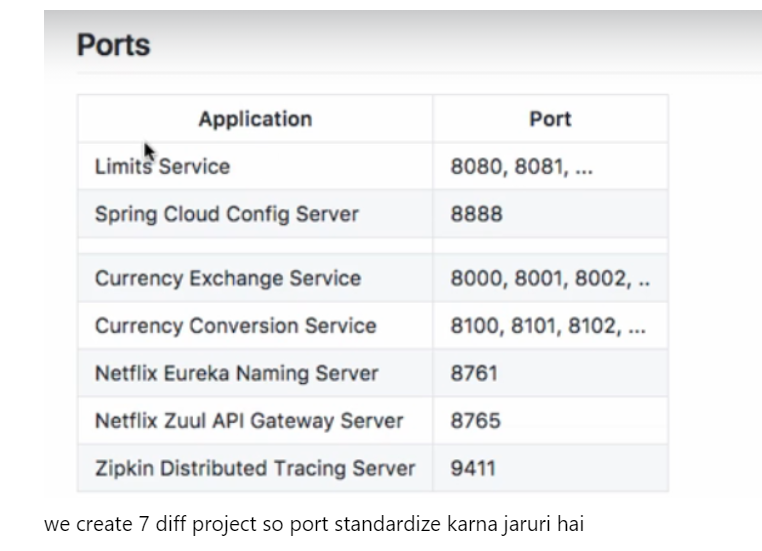 Ports
Application Port
Limits Service 8080, 8081, ...
Spring Cloud Config Server 8888
Currency Exchange Service 8000, 8001, 8002, ..
Currency Conversion Service 8100, 8101, 8102, ...
Netflix Eureka Naming Server 8761
Netflix Zuul API Gateway Server 8765
Zipkin Distributed Tracing Server 9411
we create 7 diff project so port standardize karna jaruri hai